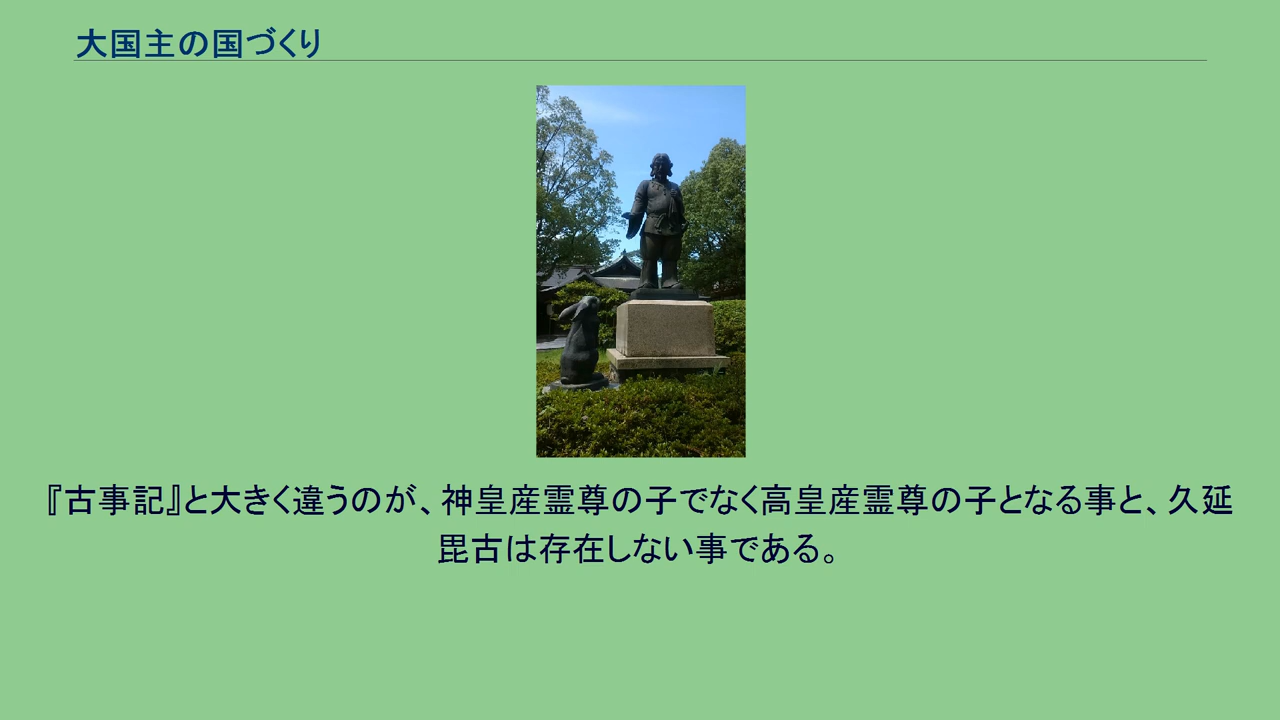 大国主の国づくり
『古事記』と大きく違うのが、神皇産霊尊の子でなく高皇産霊尊の子となる事と、久延
毘古は存在しない事である。